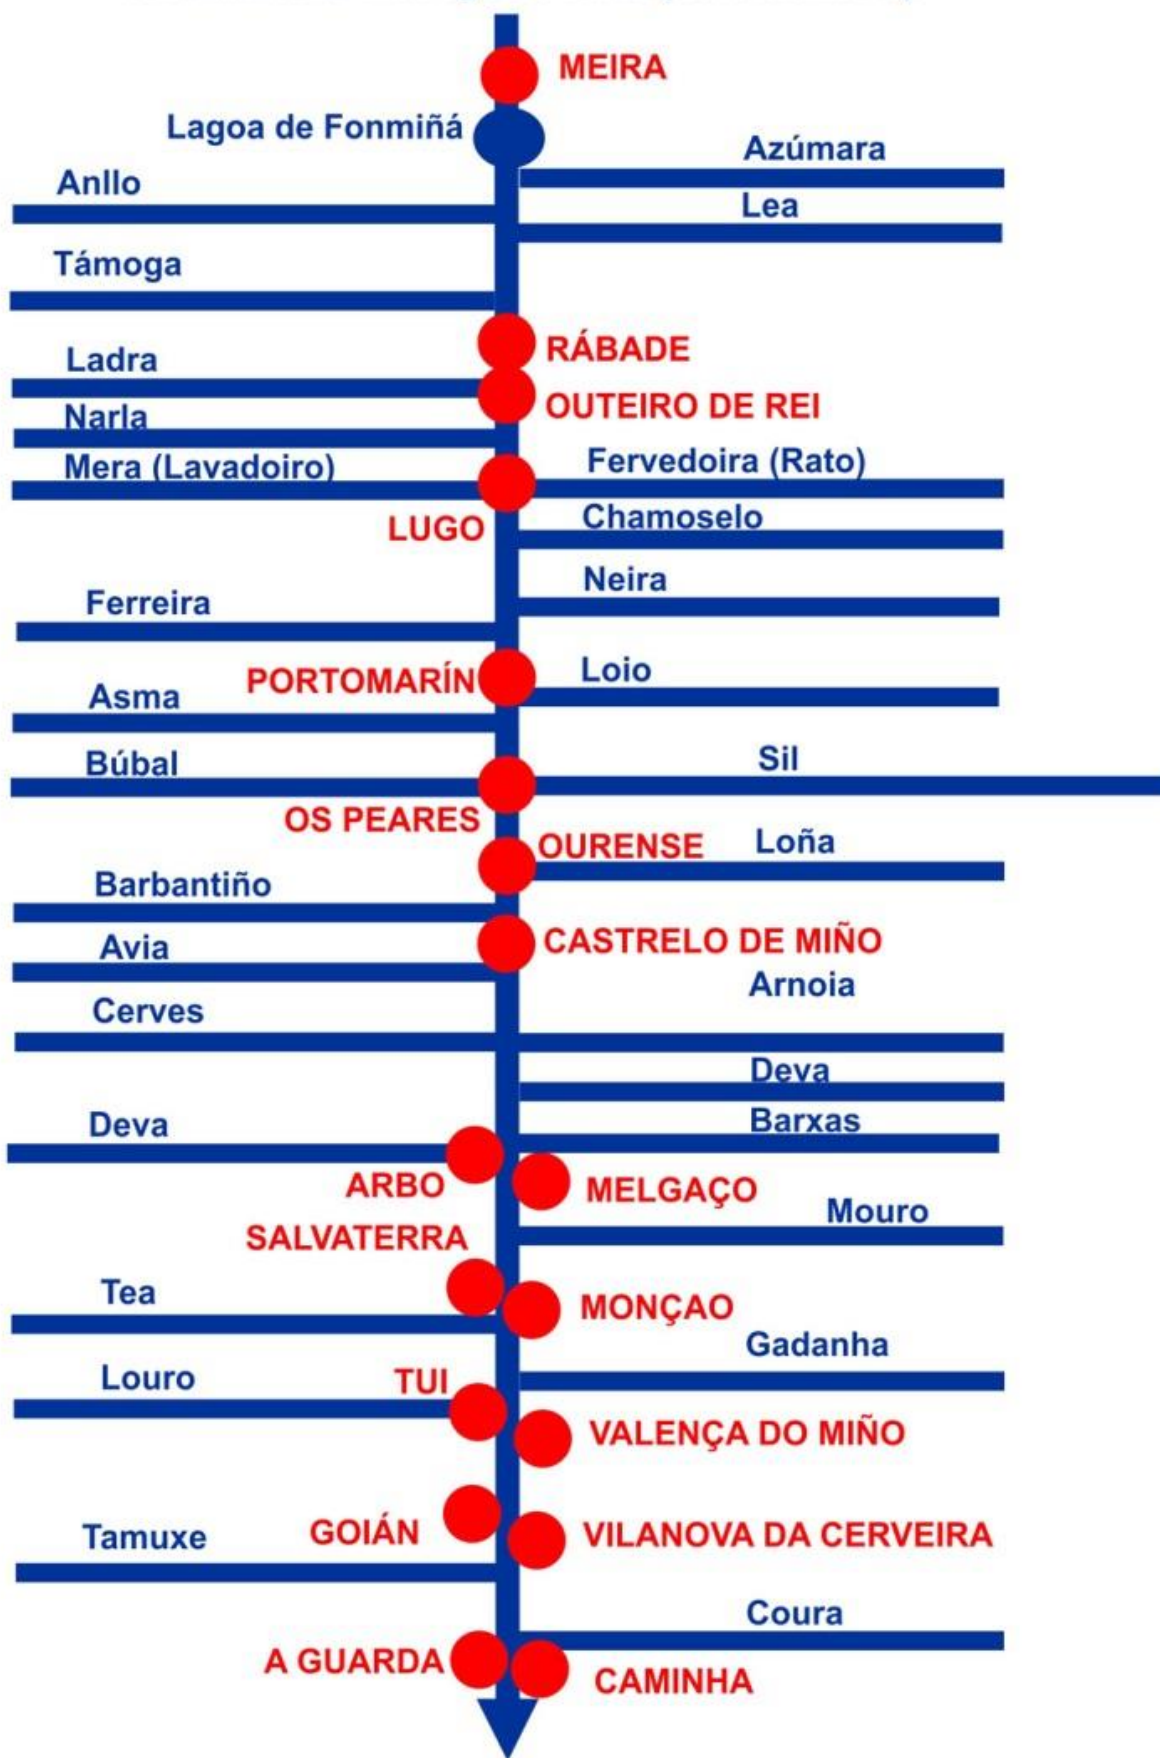 MEIRA
Lagoa de Fonmiñá
Azúmara
Anllo
Lea
Támoga
RÁBADE
Ladra
OUTEIRO DE REI
Narla
Mera (Lavadoiro)
Fervedoira (Rato)
LUGO
Chamoselo
Neira
Ferreira
PORTOMARÍN
Loio
Asma
Búbal
Sil
OS PEARES
OURENSE
Loña
Barbantiño
CASTRELO DE MIÑO
Avia
Arnoia
Cerves
Deva
Deva
Barxas
ARBO
MELGAÇO
Mouro
SALVATERRA
Tea
MONÇAO
Gadanha
Louro
TUI
VALENÇA DO MIÑO
GOIÁN
VILANOVA DA CERVEIRA
Tamuxe
Coura
A GUARDA
CAMINHA